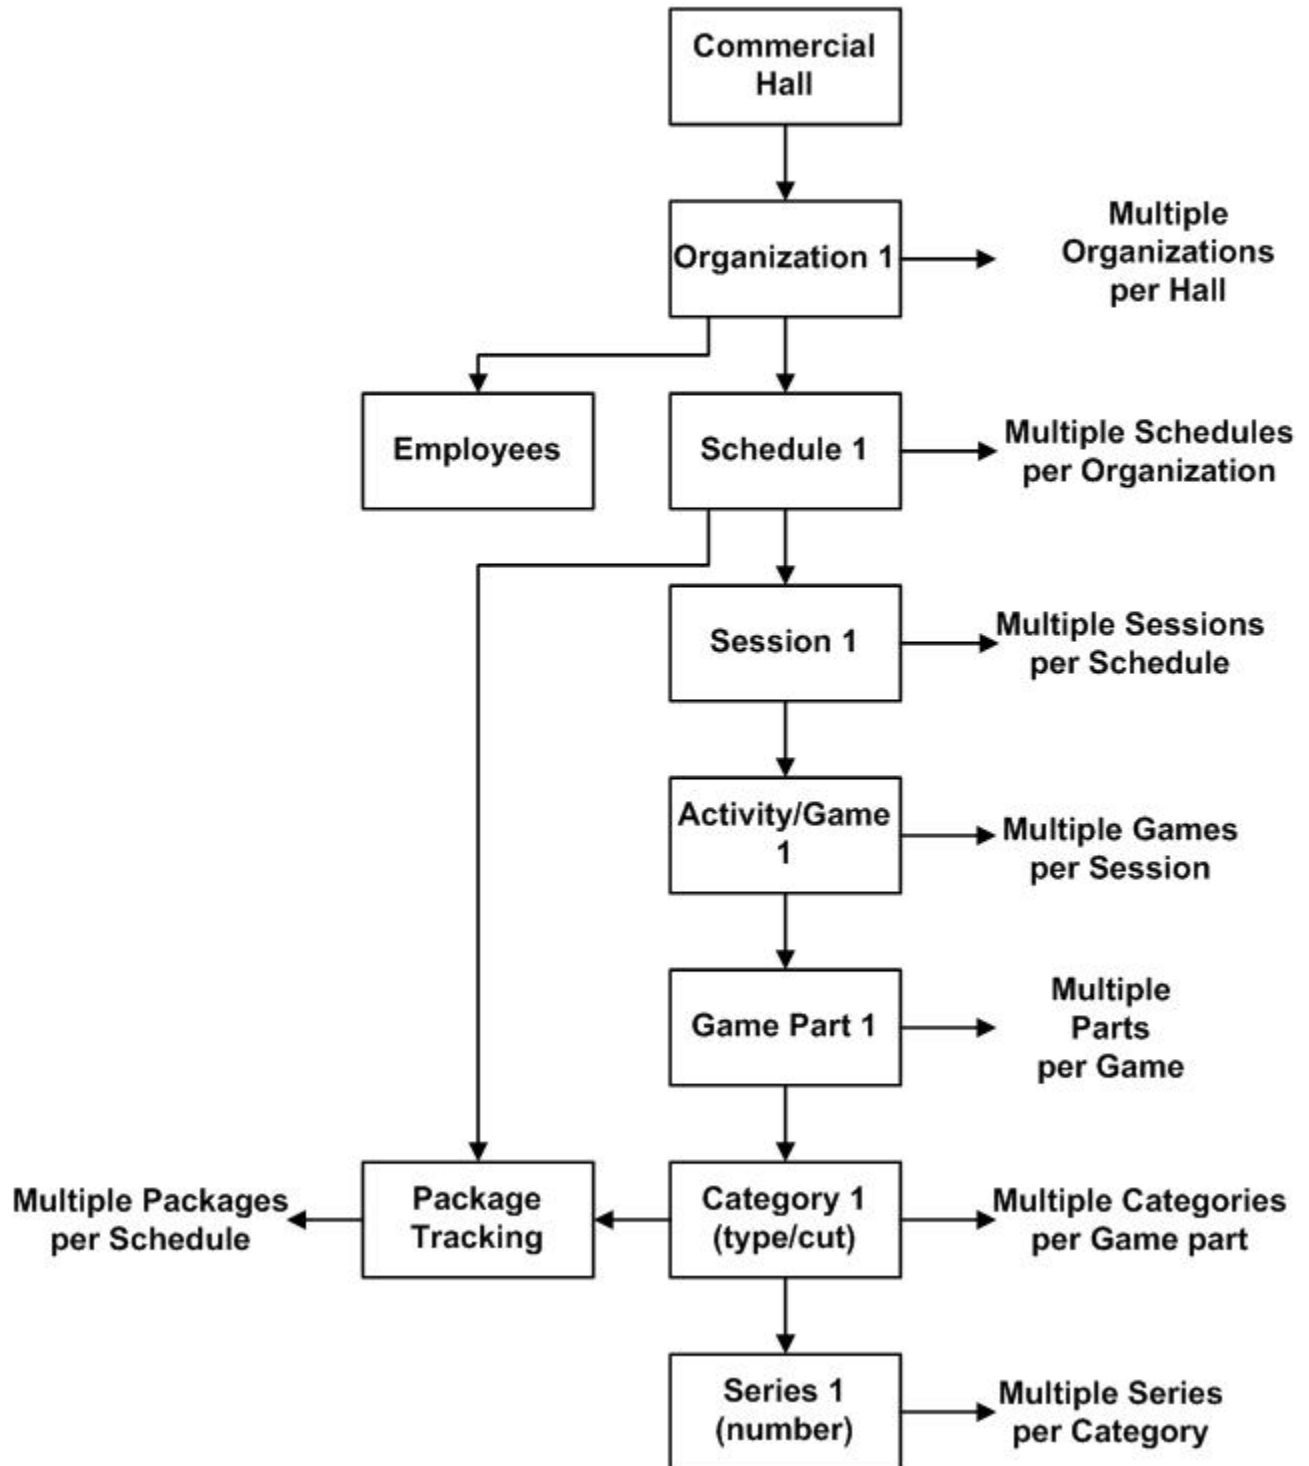 Commercial
Hall
Organization 1
Multiple
Organizations
per Hall
Employees
Schedule 1
Multiple Schedules
per Organization
Session 1
Multiple Sessions
per Schedule
Activity/Game
1
Multiple Games
per Session
Game Part 1
Multiple
Parts
per Game
Multiple Packages
per Schedule
Package
Tracking
Category 1
(type/cut)
Multiple Categories
per Game part
Series 1
(number)
Multiple Series
per Category